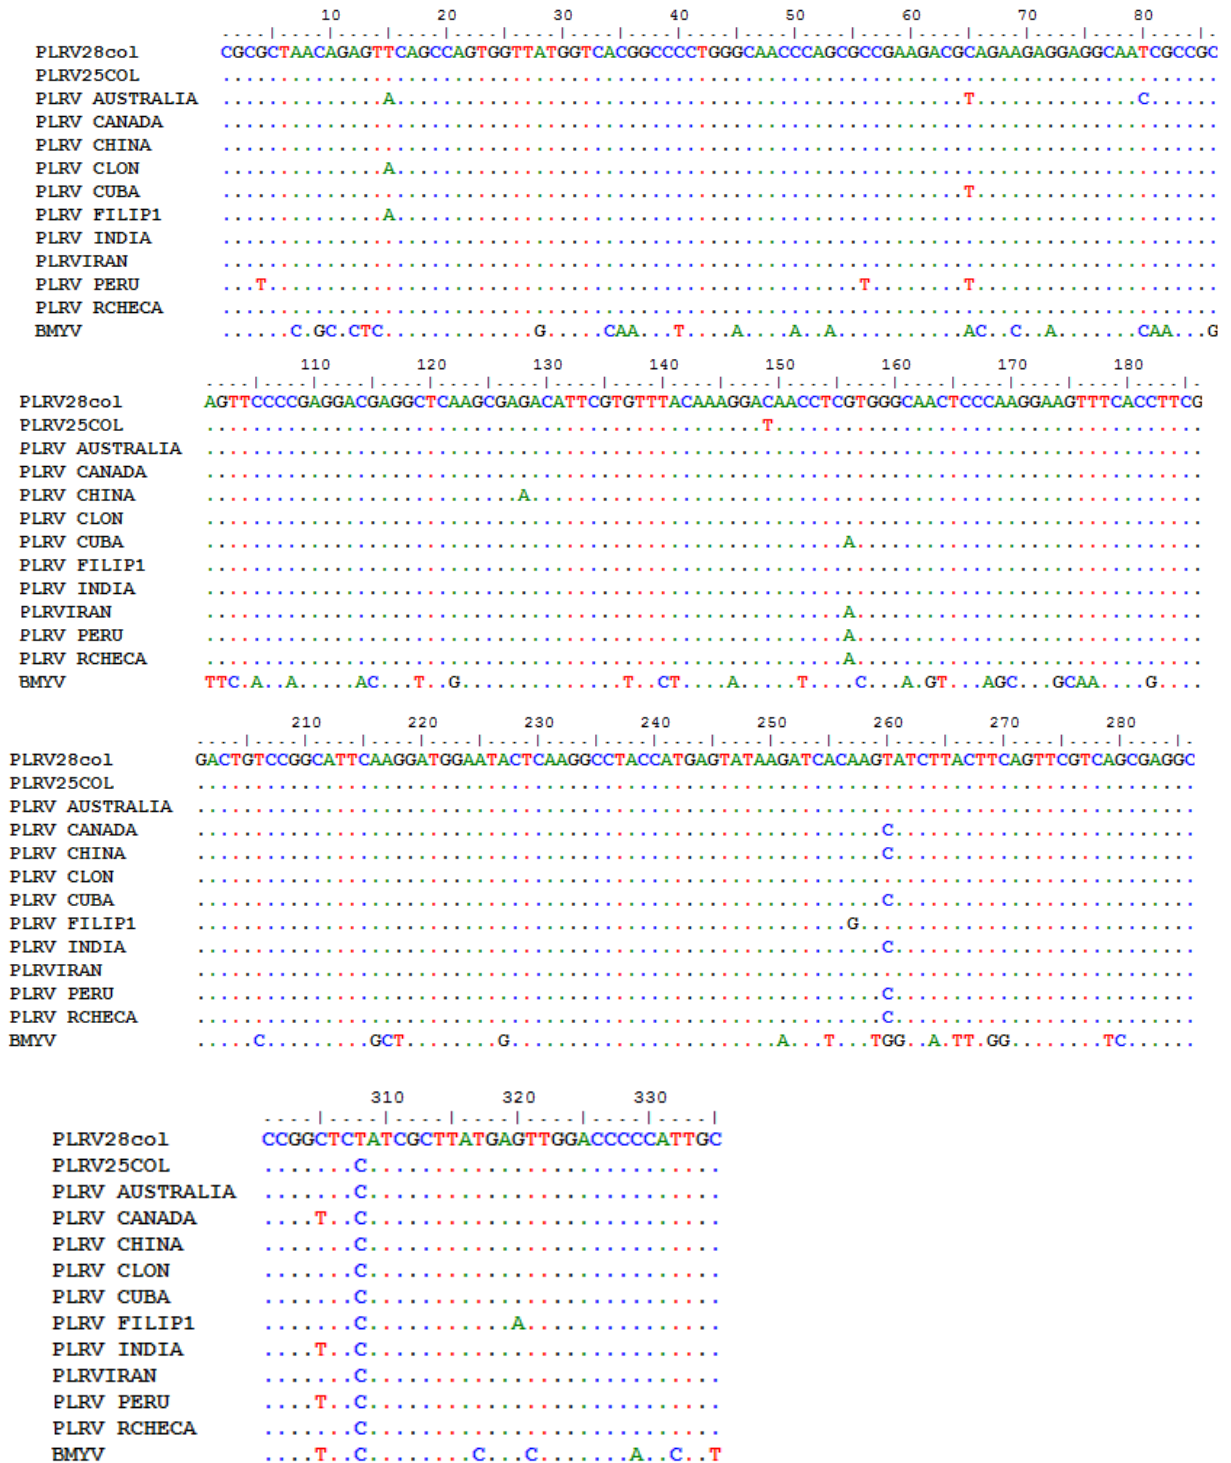 10 20 30 40 50 60 70 80
PLRV28col CGCGCTAACAGAGTTCAGCCAGTGGTTATGGTCACGGCCCCTGGGCAACCCAGCGCCGAAGACGCAGAAGAGGAGGCAATCGCCGC
PLRV25COL ......................................................................................
PLRV AUSTRALIA ..............A.................................................T..............C......
PLRV CANADA ......................................................................................
PLRV CHINA ......................................................................................
PLRV CLON ..............A.......................................................................
PLRV CUBA ................................................................T.....................
PLRV FILIP1 ..............A.......................................................................
PLRV INDIA ......................................................................................
PLRVIRAN ......................................................................................
PLRV PERU ...T...................................................T........T.....................
PLRV RCHECA ......................................................................................
BMYV ......C.GC.CTC.............G.....CAA...T....A....A..A...........AC..C..A.......CAA...G
110 120 130 140 150 160 170 180
PLRV28col AGTTCCCCGAGGACGAGGCTCAAGCGAGACATTCGTGTTTACAAAGGACAACCTCGTGGGCAACTCCCAAGGAAGTTTCACCTTCG
PLRV25COL ................................................T.....................................
PLRV AUSTRALIA ......................................................................................
PLRV CANADA ......................................................................................
PLRV CHINA ...........................A..........................................................
PLRV CLON ......................................................................................
PLRV CUBA .......................................................A..............................
PLRV FILIP1 ......................................................................................
PLRV INDIA ......................................................................................
PLRVIRAN .......................................................A..............................
PLRV PERU .......................................................A..............................
PLRV RCHECA .......................................................A..............................
BMYV TTC.A..A.....AC...T..G..............T..CT....A.....T....C...A.GT...AGC...GCAA....G....
210 220 230 240 250 260 270 280
PLRV28col GACTGTCCGGCATTCAAGGATGGAATACTCAAGGCCTACCATGAGTATAAGATCACAAGTATCTTACTTCAGTTCGTCAGCGAGGC
PLRV25COL ......................................................................................
PLRV AUSTRALIA ......................................................................................
PLRV CANADA ...........................................................C..........................
PLRV CHINA ...........................................................C..........................
PLRV CLON ......................................................................................
PLRV CUBA ...........................................................C..........................
PLRV FILIP1 ........................................................G.............................
PLRV INDIA ...........................................................C..........................
PLRVIRAN ......................................................................................
PLRV PERU ...........................................................C..........................
PLRV RCHECA ...........................................................C..........................
BMYV .....C.........GCT........G.......................A...T...TGG..A.TT.GG........TC......
310 320 330
PLRV28col CCGGCTCTATCGCTTATGAGTTGGACCCCCATTGC
PLRV25COL .......C...........................
PLRV AUSTRALIA .......C...........................
PLRV CANADA ....T..C...........................
PLRV CHINA .......C...........................
PLRV CLON .......C...........................
PLRV CUBA .......C...........................
PLRV FILIP1 .......C...........A...............
PLRV INDIA ....T..C...........................
PLRVIRAN .......C...........................
PLRV PERU ....T..C...........................
PLRV RCHECA .......C...........................
BMYV ....T..C........C...C.......A..C..T